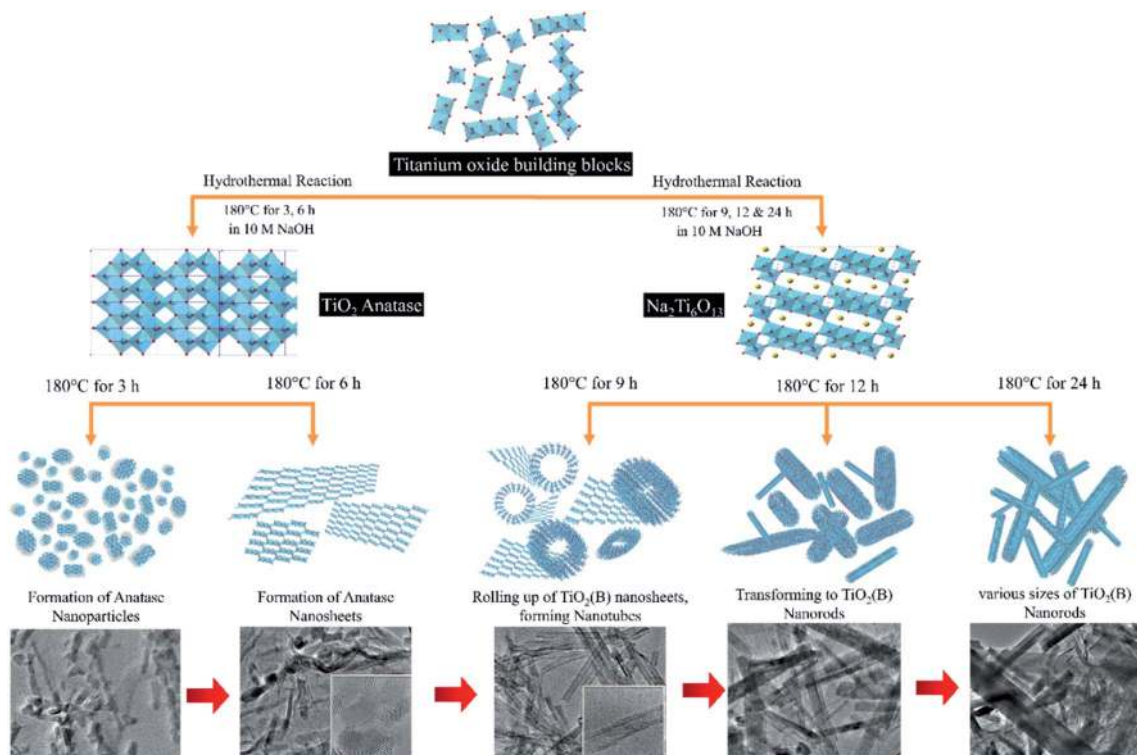 Titanium oxide building blocks
Hydrothermal Reaction
180°C for 3, 6 h
in 10 M NaOH
Hydrothermal Reaction
180°C for 9, 12 & 24 h
in 10 M NaOH
TiO₂ Anatase
Na₂Ti₆O₁₃
180°C for 3 h
180°C for 6 h
180°C for 9 h
180°C for 12 h
180°C for 24 h
Formation of Anatase
Nanoparticles
Formation of Anatase
Nanosheets
Rolling up of TiO₂(B) nanosheets,
forming Nanotubes
Transforming to TiO₂(B)
Nanorods
various sizes of TiO₂(B)
Nanorods